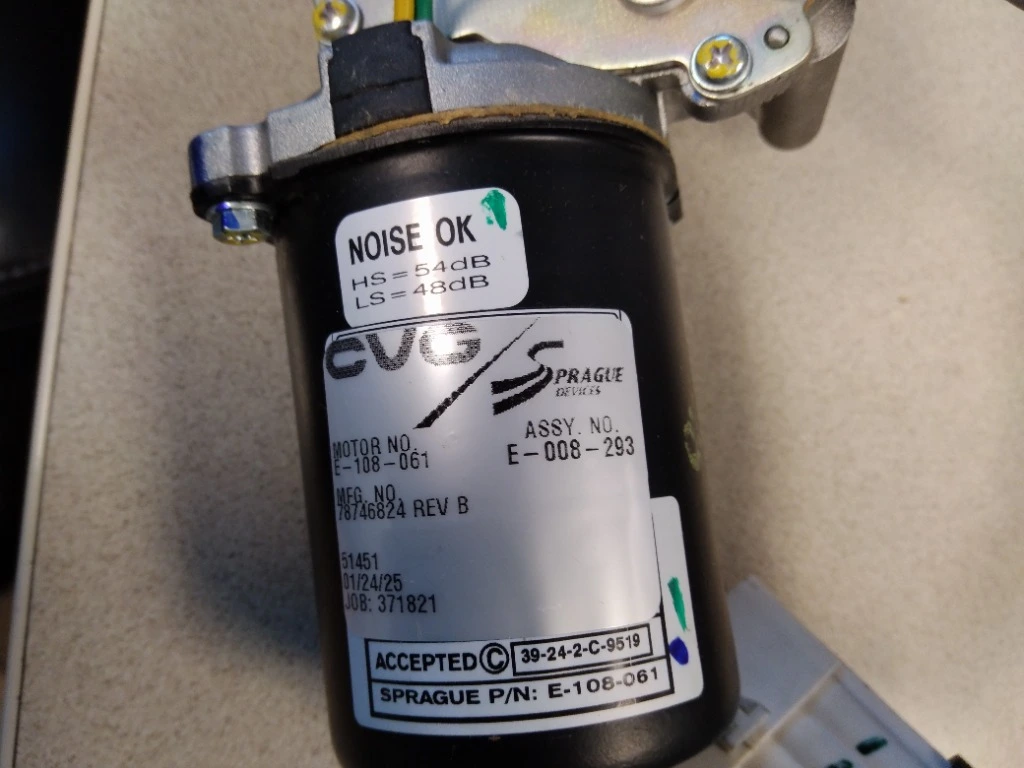 NOISE OK
HS=54dB
LS=48dB
CVG
SPRAGUE
DEVICES
MOTOR NO.
E-108-061
ASSY. NO.
E-008-293
MFG. NO.
78746824 REV B
51451
01/24/25
JOB: 371821
ACCEPTED © 39-24-2-C-9519
SPRAGUE P/N: E-108-061